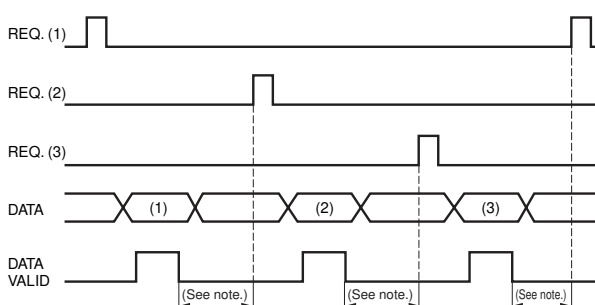 REQ. (1)
REQ. (2)
REQ. (3)
DATA (1) (2) (3)
DATA
VALID
(See note.) (See note.) (See note.)